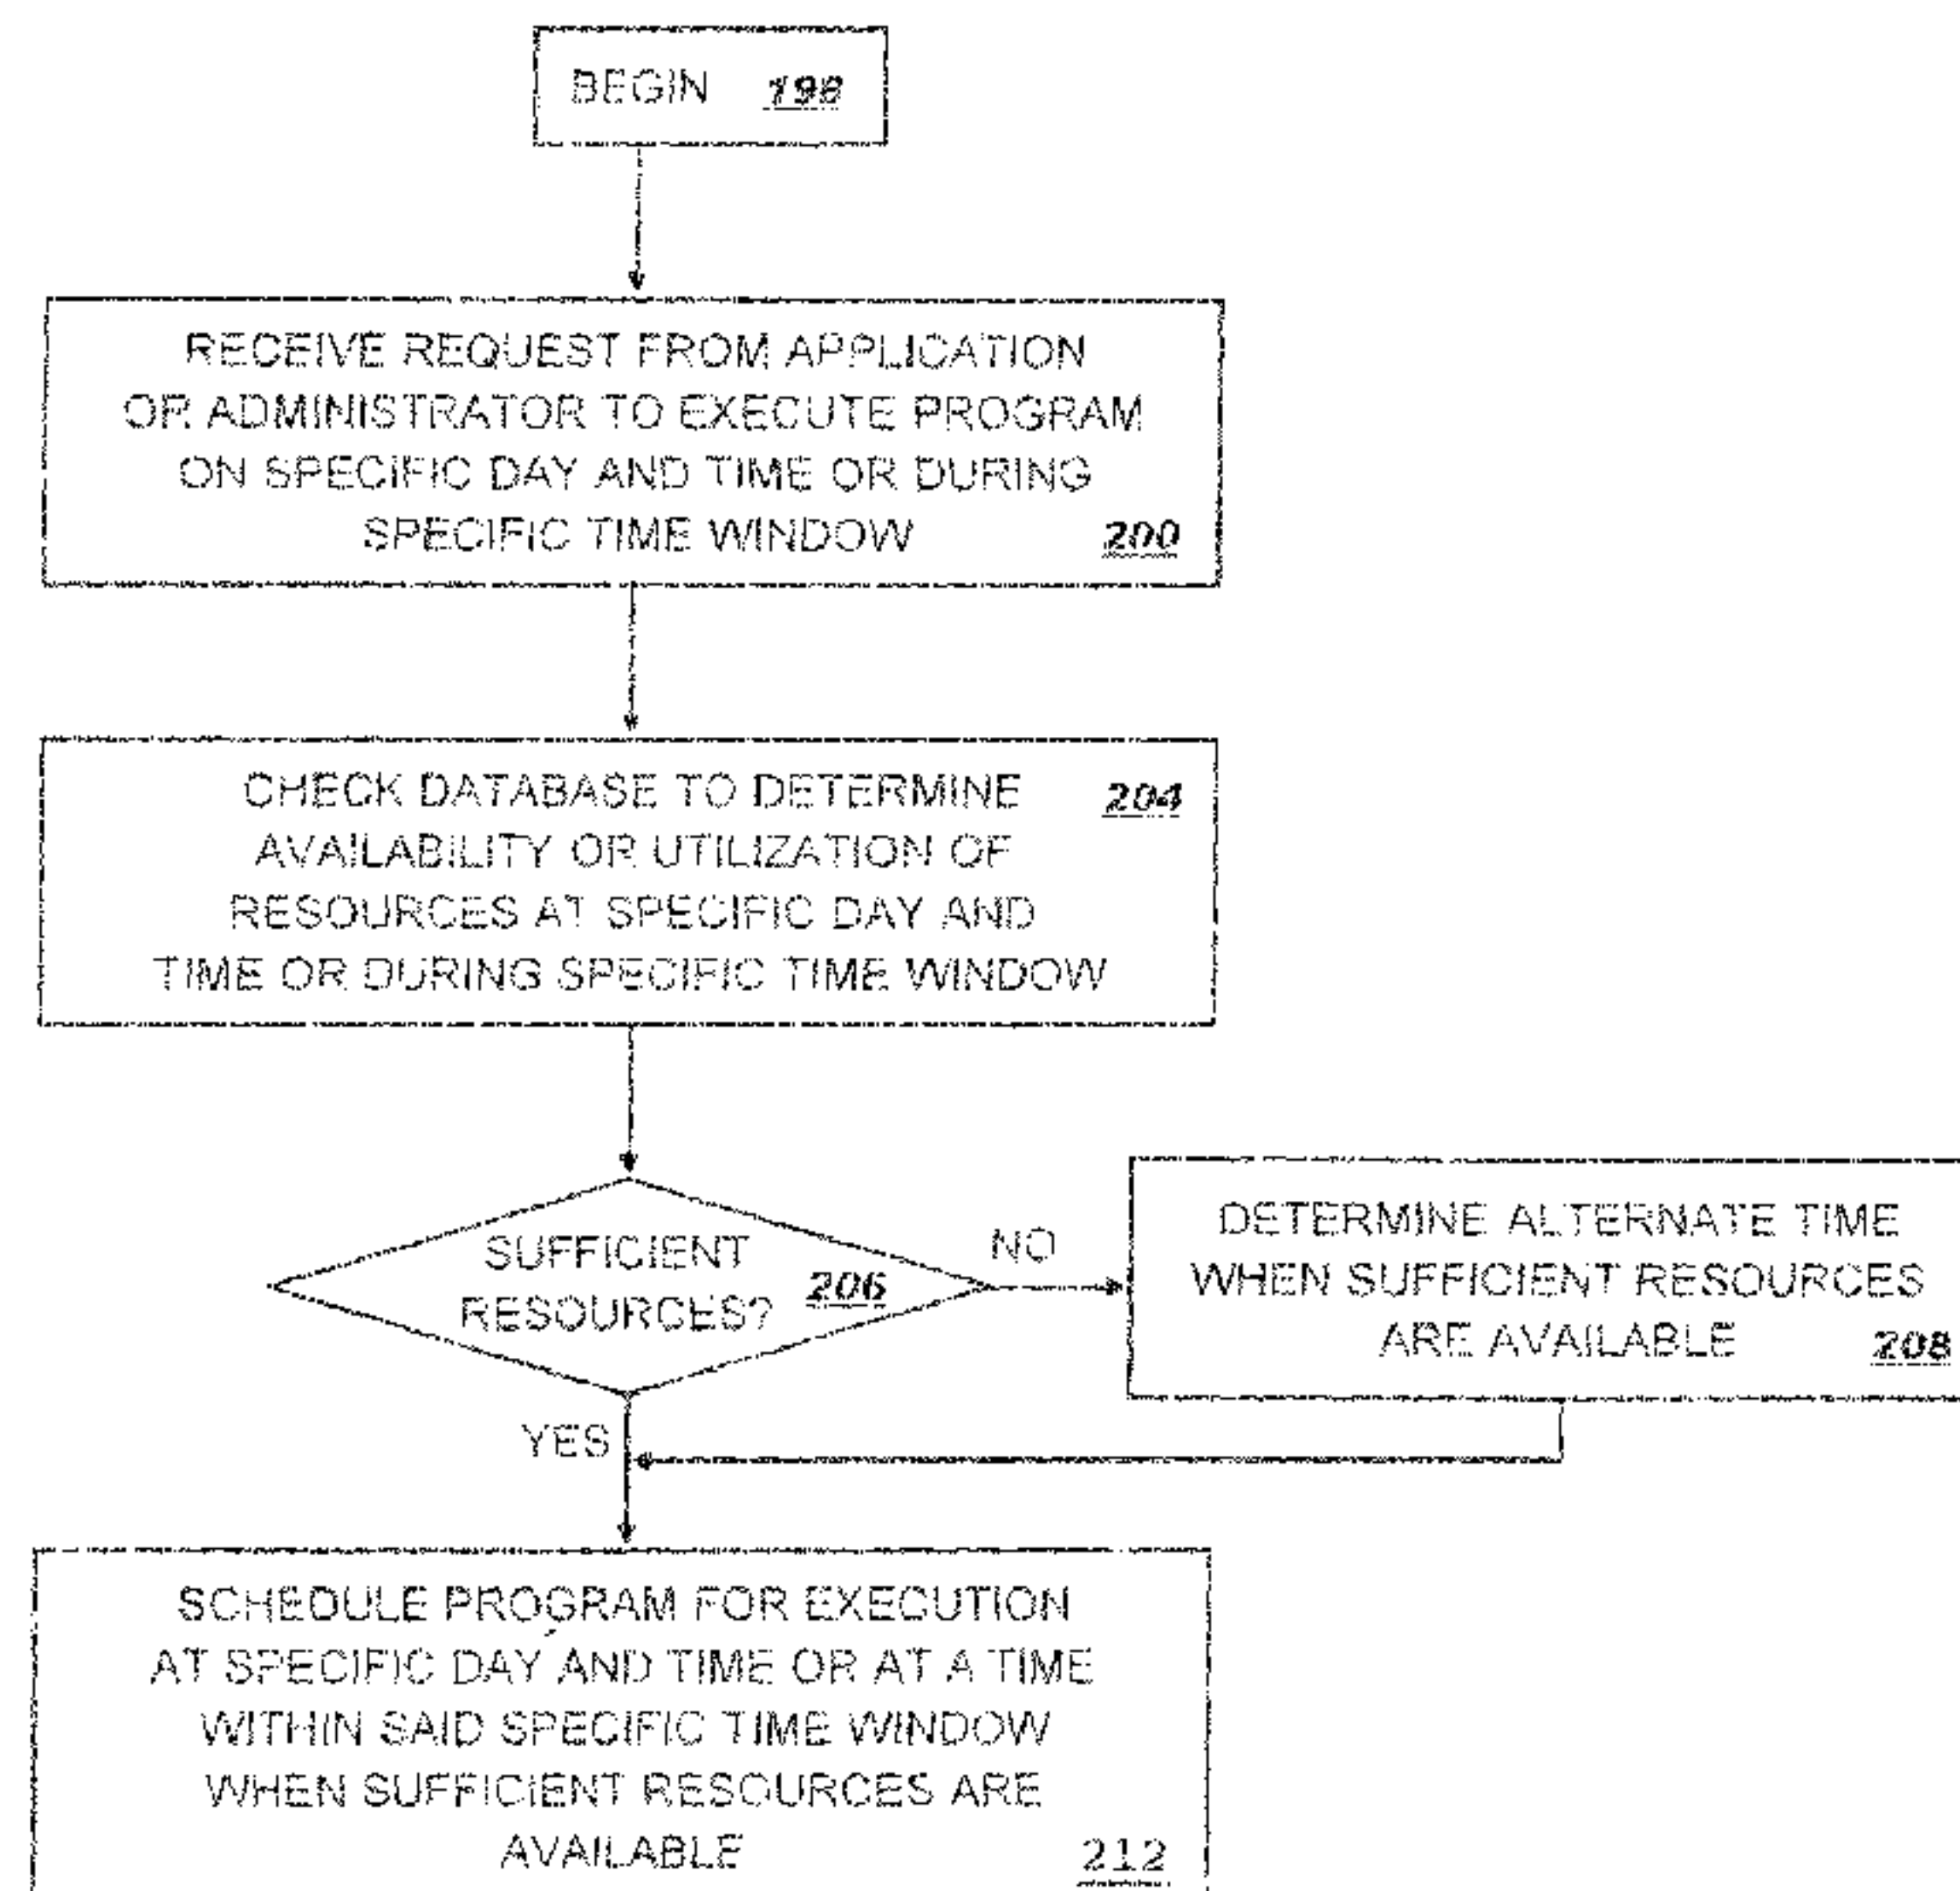 BEGIN 198
RECEIVE REQUEST FROM APPLICATION
OR ADMINISTRATOR TO EXECUTE PROGRAM
ON SPECIFIC DAY AND TIME OR DURING
SPECIFIC TIME WINDOW 200
CHECK DATABASE TO DETERMINE 204
AVAILABILITY OR UTILIZATION OF
RESOURCES AT SPECIFIC DAY AND
TIME OR DURING SPECIFIC TIME WINDOW
SUFFICIENT
RESOURCES? 206
NO
DETERMINE ALTERNATE TIME
WHEN SUFFICIENT RESOURCES
ARE AVAILABLE 208
YES
SCHEDULE PROGRAM FOR EXECUTION
AT SPECIFIC DAY AND TIME OR AT A TIME
WITHIN SAID SPECIFIC TIME WINDOW
WHEN SUFFICIENT RESOURCES ARE
AVAILABLE 212